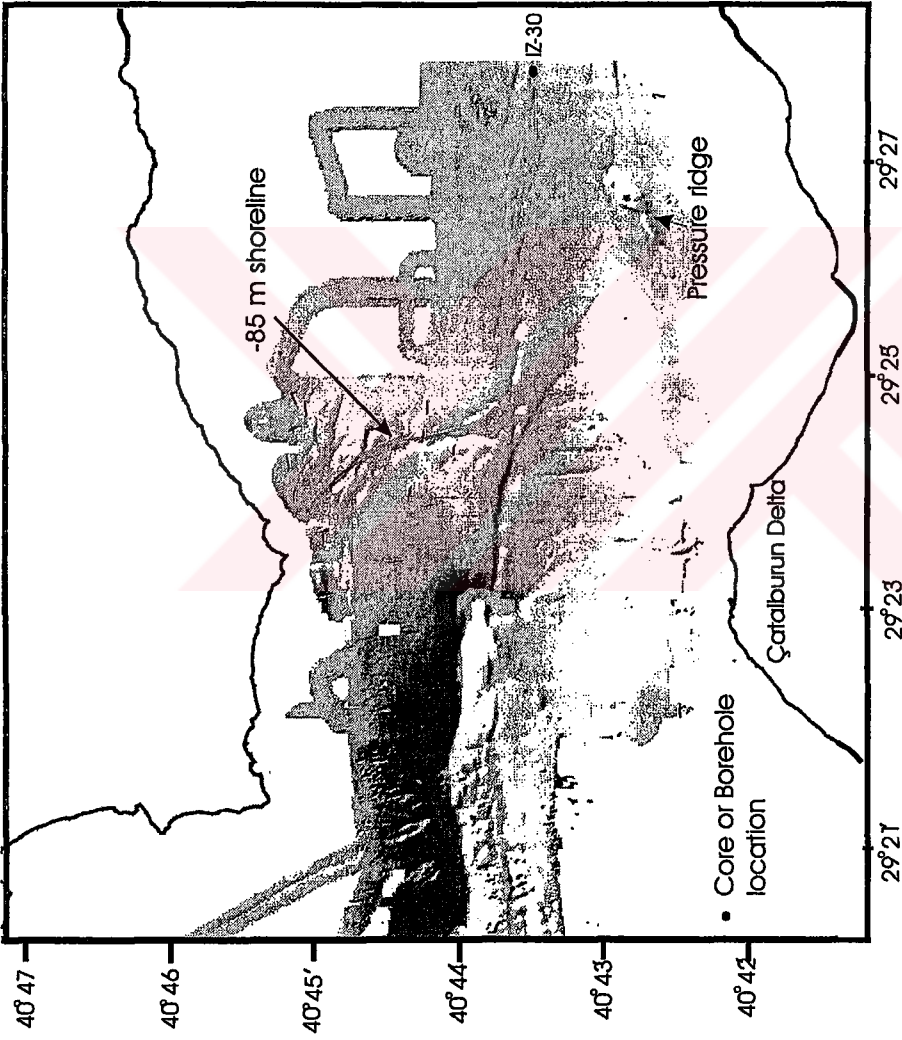 -85 m shoreline
IZ-30
Pressure ridge
Çatalburun Delta
• Core or Borehole
location
40°47
40°46
40°45'
40°44
40°43
40°42
29°21
29°23
29°25
29°27